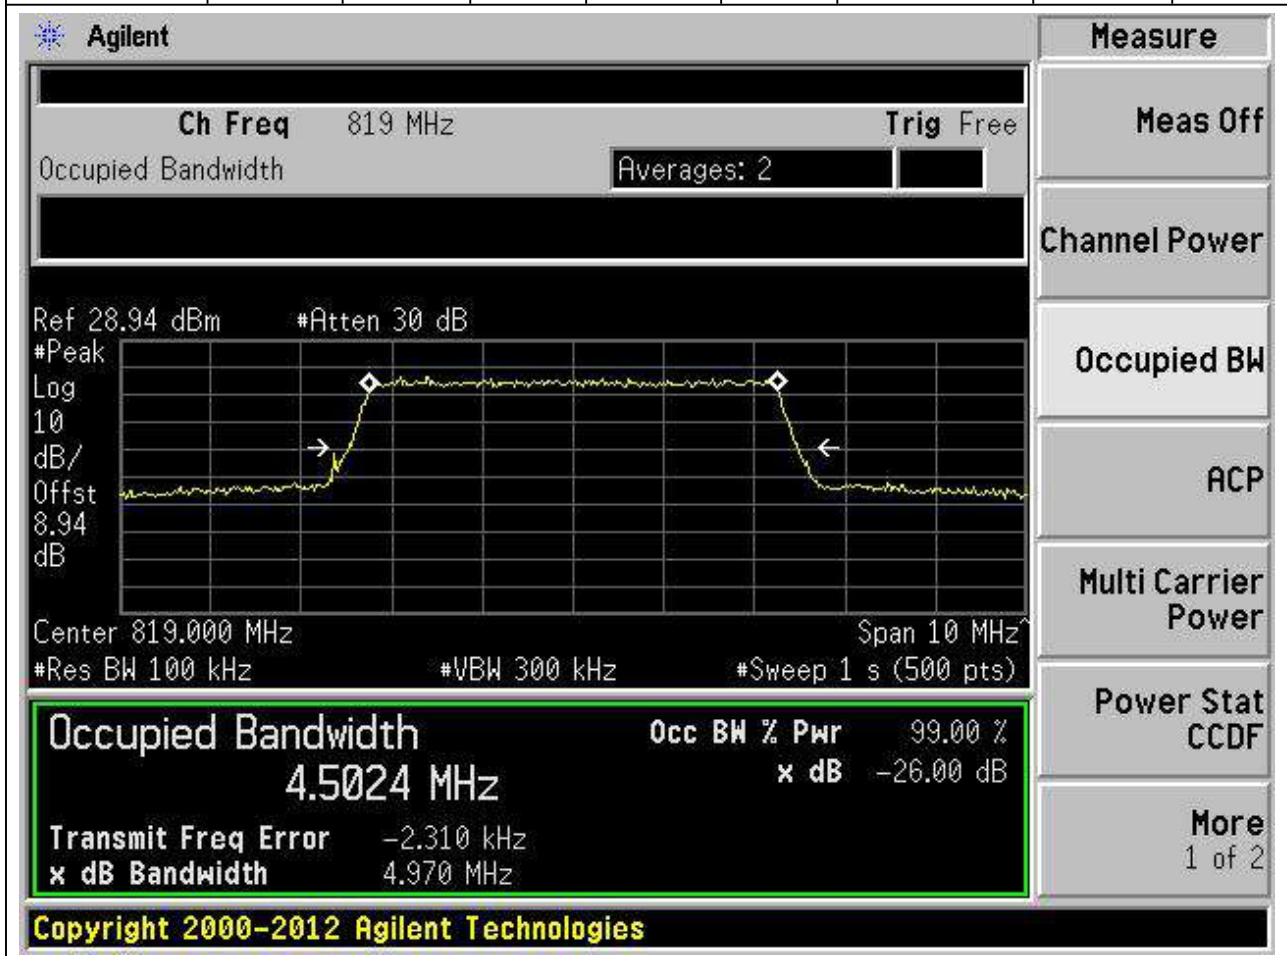 Agilent
Measure
Ch Freq 819 MHz Trig Free
Occupied Bandwidth Averages: 2
Meas Off
Channel Power
Occupied BW
ACP
Multi Carrier
Power
Power Stat
CCDF
More
1 of 2
Ref 28.94 dBm #Atten 30 dB
#Peak
Log
10
dB/
Offst
8.94
dB
Center 819.000 MHz Span 10 MHz^
#Res BW 100 kHz #VBW 300 kHz #Sweep 1 s (500 pts)
Occupied Bandwidth
4.5024 MHz
Occ BW % Pwr 99.00 %
x dB -26.00 dB
Transmit Freq Error -2.310 kHz
x dB Bandwidth 4.970 MHz
Copyright 2000-2012 Agilent Technologies